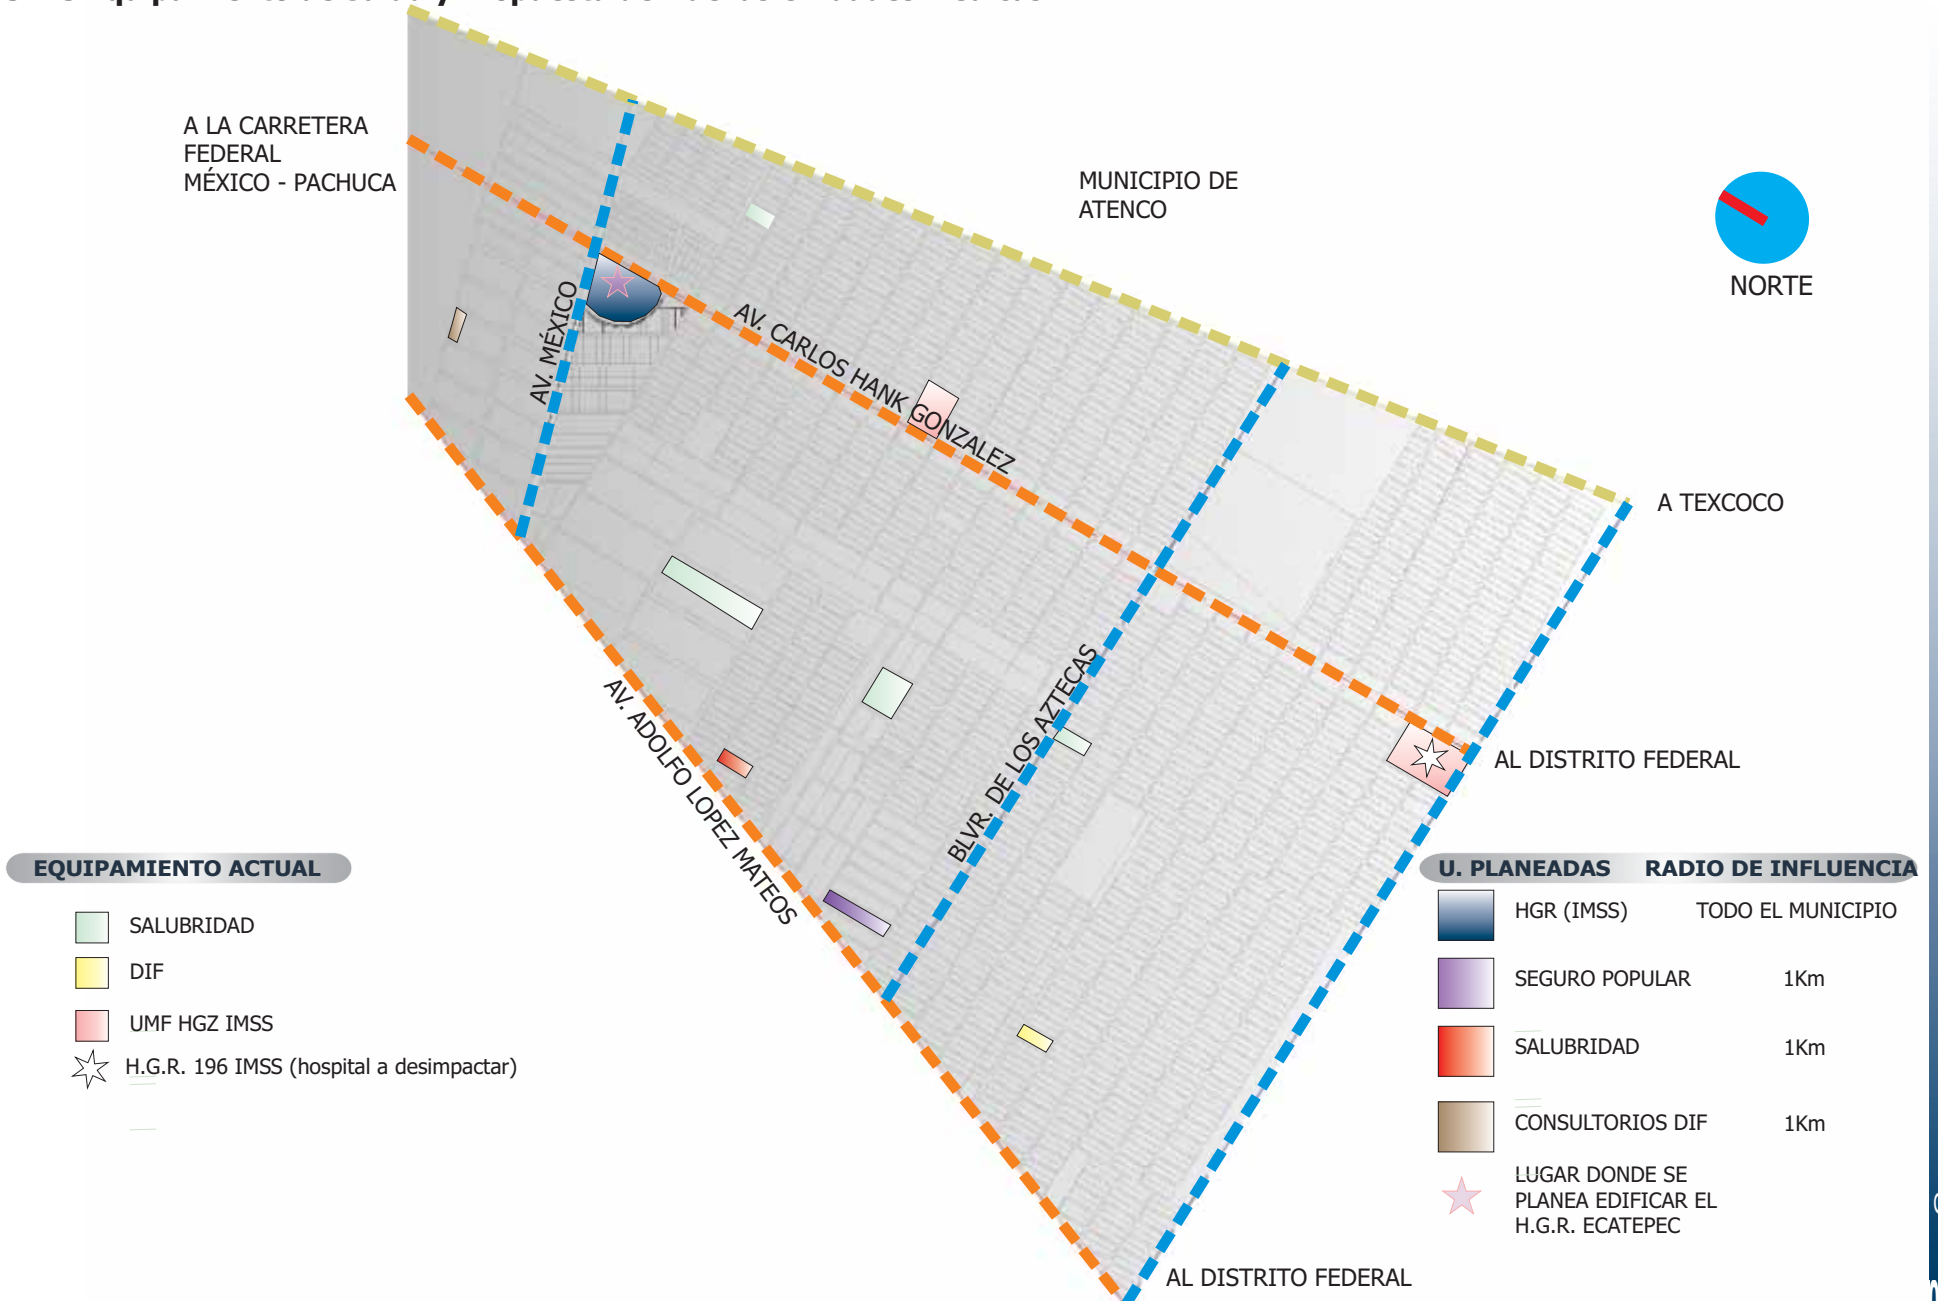 A LA CARRETERA
FEDERAL
MÉXICO - PACHUCA
MUNICIPIO DE
ATENCO
NORTE
AV. MÉXICO
AV. CARLOS HANK GONZALEZ
A TEXCOCO
BLVR. DE LOS AZTECAS
AV. ADOLFO LOPEZ MATEOS
AL DISTRITO FEDERAL
EQUIPAMIENTO ACTUAL
SALUBRIDAD
DIF
UMF HGZ IMSS
H.G.R. 196 IMSS (hospital a desimpactar)
U. PLANEADAS RADIO DE INFLUENCIA
HGR (IMSS) TODO EL MUNICIPIO
SEGURO POPULAR 1Km
SALUBRIDAD 1Km
CONSULTORIOS DIF 1Km
LUGAR DONDE SE
PLANEA EDIFICAR EL
H.G.R. ECATEPEC
AL DISTRITO FEDERAL